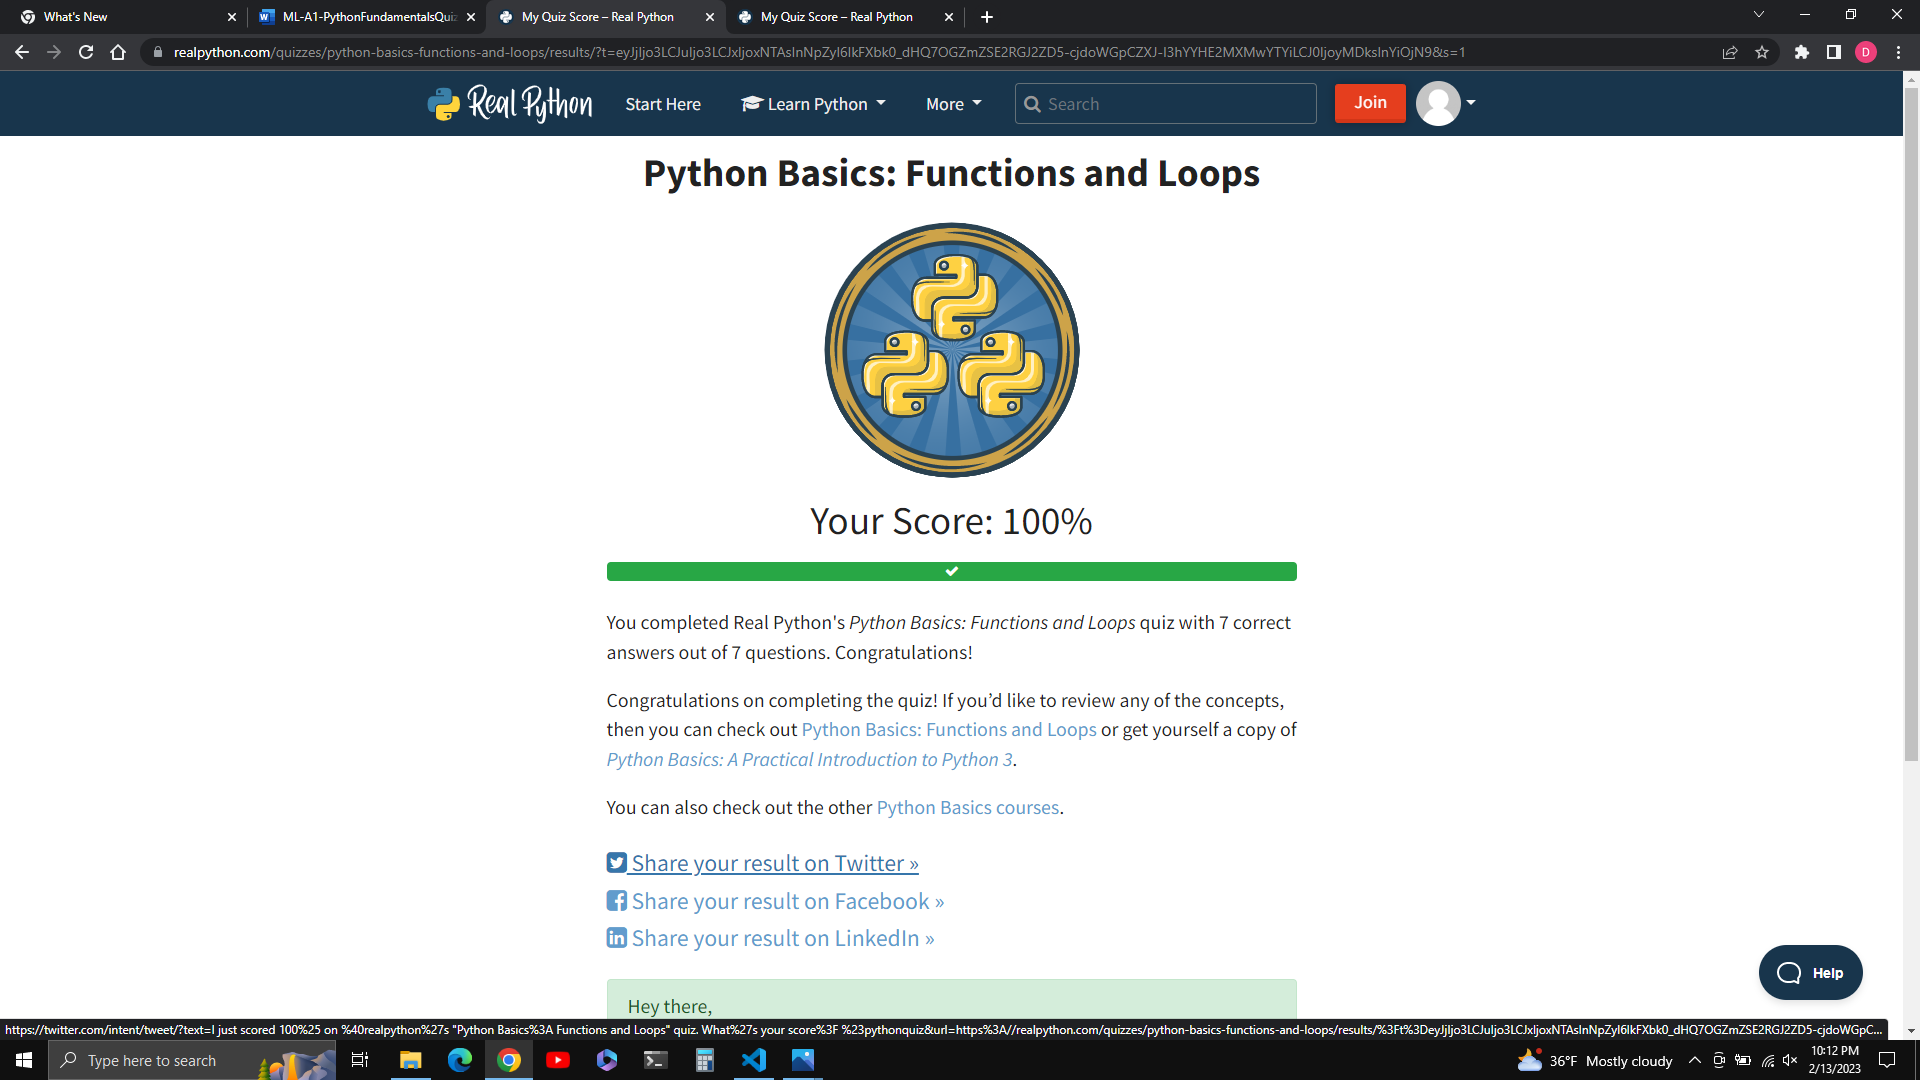 What's New
ML-A1-PythonFundamentalsQuiz
My Quiz Score – Real Python
My Quiz Score – Real Python
realpython.com/quizzes/python-basics-functions-and-loops/results/?t=
D
Real Python
Start Here
Learn Python
More
Search
Join
Python Basics: Functions and Loops
Your Score: 100%
You completed Real Python's Python Basics: Functions and Loops quiz with 7 correct
answers out of 7 questions. Congratulations!
Congratulations on completing the quiz! If you’d like to review any of the concepts,
then you can check out Python Basics: Functions and Loops or get yourself a copy of
Python Basics: A Practical Introduction to Python 3.
You can also check out the other Python Basics courses.
Share your result on Twitter »
Share your result on Facebook »
Share your result on LinkedIn »
Help
Hey there,
https://twitter.com/intent/tweet/?text=I just scored 100%25 on %40realpython%27s "Python Basics%3A Functions and Loops" quiz. What%27s your score%3F %23pythonquiz&url=https%3A//realpython.com/quizzes/python-basics-functions-and-loops/results/%3Ft%3D
Type here to search
36°F Mostly cloudy
10:12 PM
2/13/2023